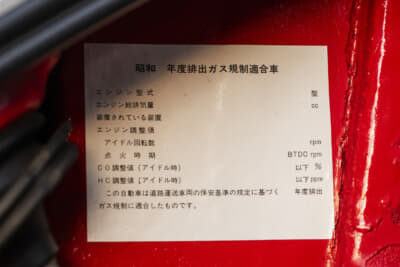 昭和　年度排出ガス規制適合車
エンジン型式　型
エンジン総排気量　cc
装着されている装置
エンジン調整値
アイドル回転数　rpm
点火時期　BTDC rpm
CO調整値（アイドル時）　以下 %
HC調整値（アイドル時）　以下 ppm
この自動車は道路運送車両の保安基準の規定に基づく　年度排出
ガス規制に適合したものです。